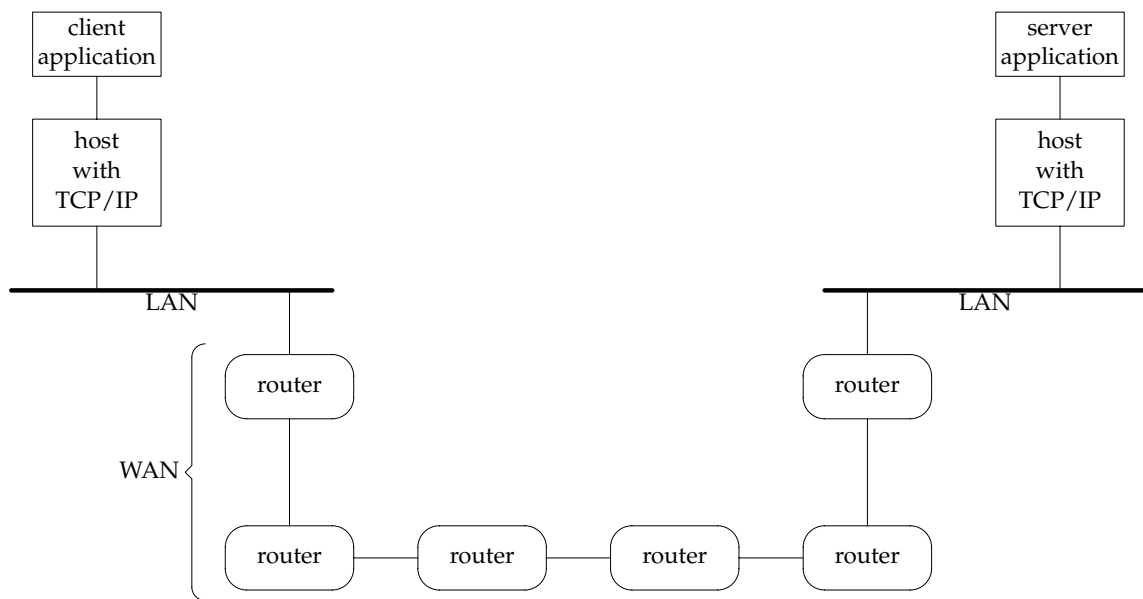 client
application
server
application
host
with
TCP/IP
host
with
TCP/IP
LAN
LAN
router
router
WAN
router
router
router
router